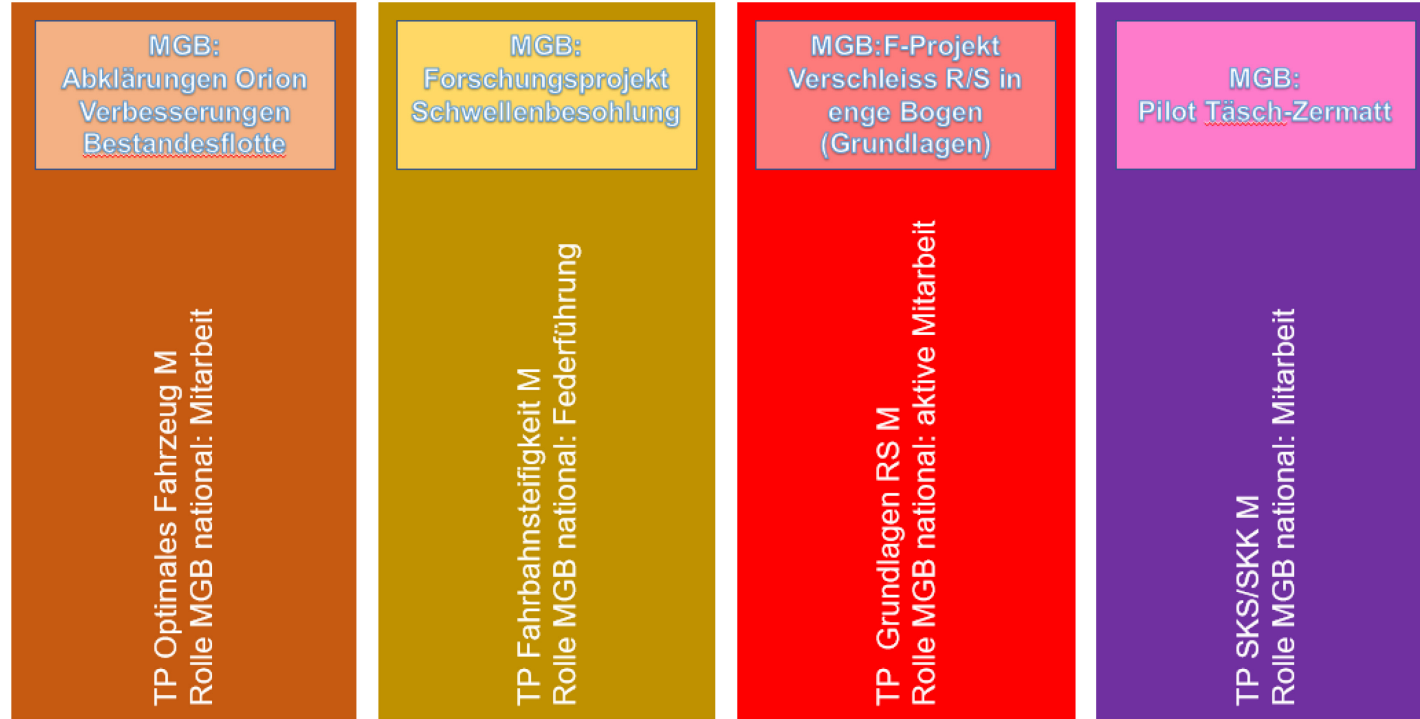 MGB:
Abklärungen Orion
Verbesserungen
Bestandesflotte
TP Optimales Fahrzeug M
Rolle MGB national: Mitarbeit
MGB:
Forschungsprojekt
Schwellenbesohlung
TP Fahrbahnsteifigkeit M
Rolle MGB national: Federführung
MGB:F-Projekt
Verschleiss R/S in
enge Bogen
(Grundlagen)
TP Grundlagen RS M
Rolle MGB national: aktive Mitarbeit
MGB:
Pilot Täsch-Zermatt
TP SKS/SKK M
Rolle MGB national: Mitarbeit